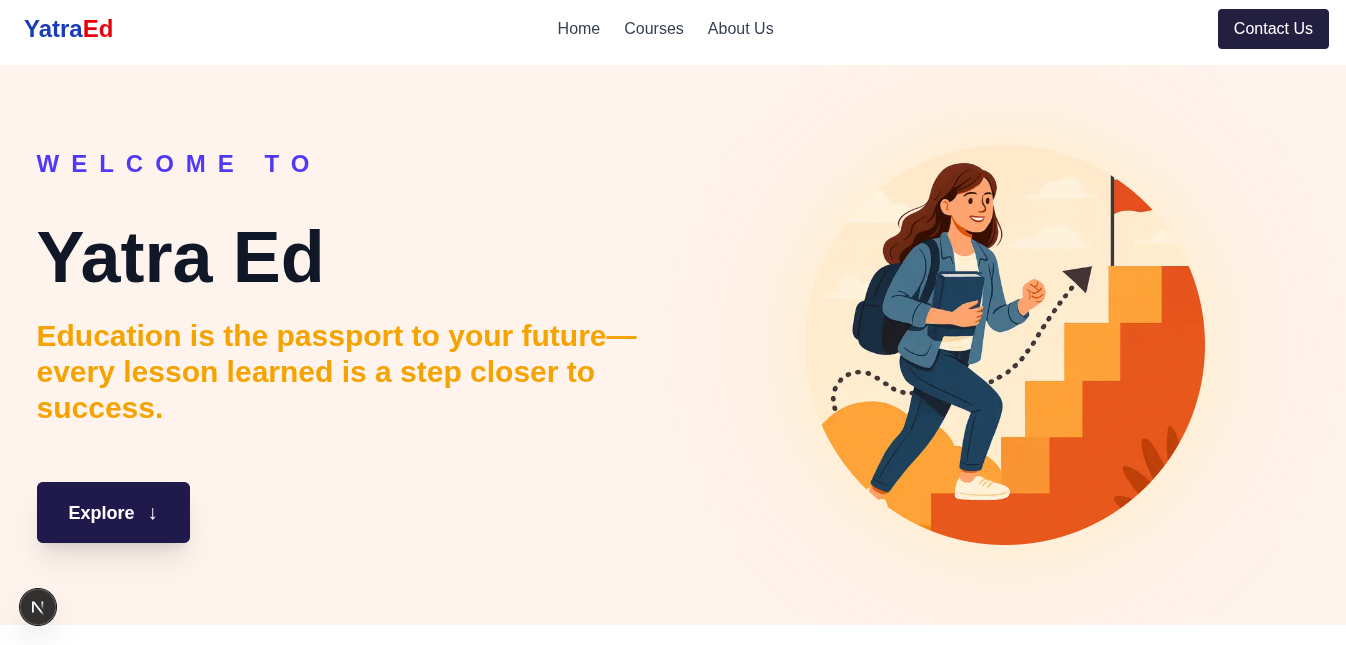 YatraEd
Home
Courses
About Us
Contact Us
WELCOME TO
Yatra Ed
Education is the passport to your future—
every lesson learned is a step closer to
success.
Explore ↓
N